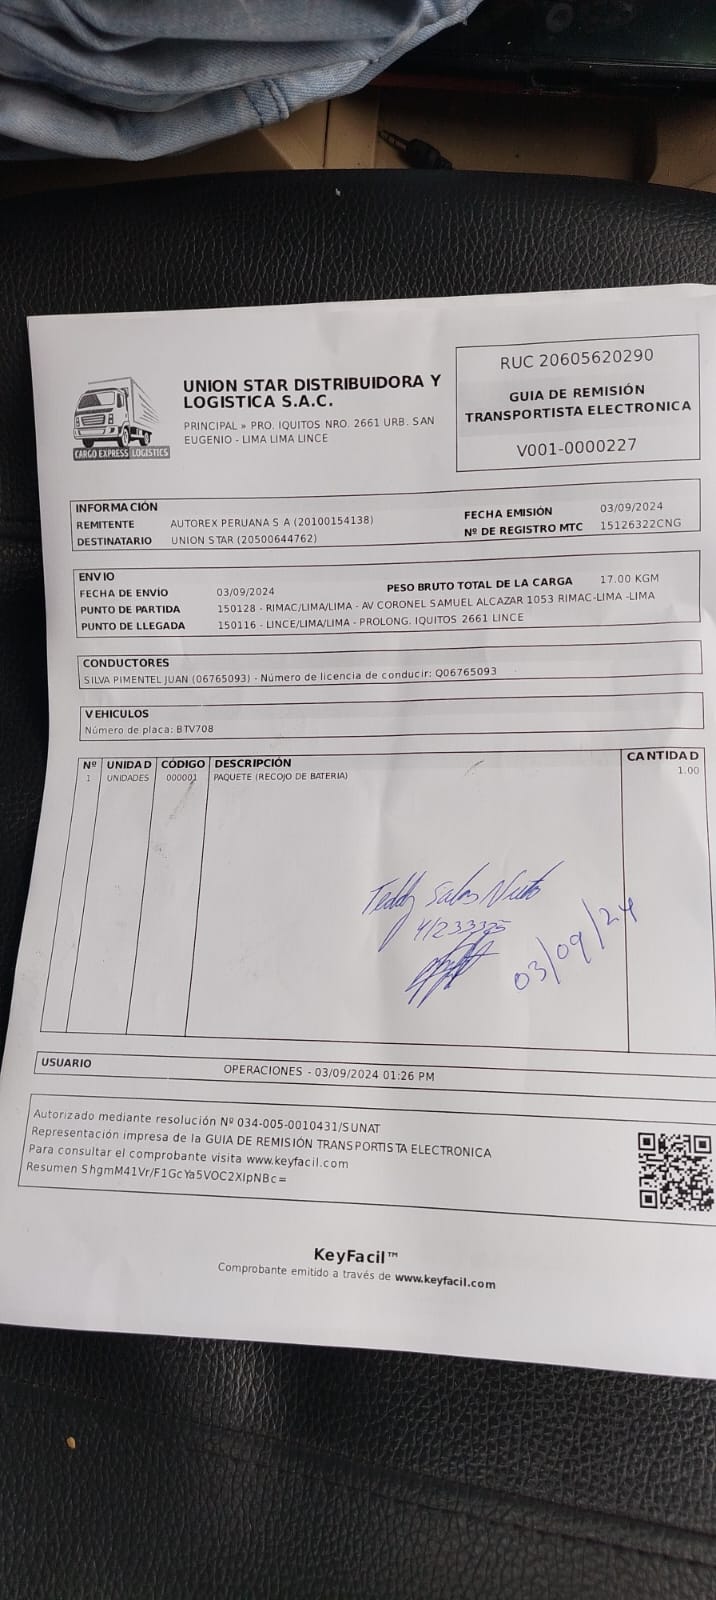 CARGO EXPRESS LOGISTICS
UNION STAR DISTRIBUIDORA Y
LOGISTICA S.A.C.
PRINCIPAL » PRO. IQUITOS NRO. 2661 URB. SAN
EUGENIO - LIMA LIMA LINCE
RUC 20605620290
GUIA DE REMISIÓN
TRANSPORTISTA ELECTRONICA
V001-0000227
INFORMACIÓN
REMITENTE AUTOREX PERUANA S A (20100154138) FECHA EMISIÓN 03/09/2024
DESTINATARIO UNION STAR (20500644762) Nº DE REGISTRO MTC 15126322CNG
ENVIO
FECHA DE ENVÍO 03/09/2024 PESO BRUTO TOTAL DE LA CARGA 17.00 KGM
PUNTO DE PARTIDA 150128 - RIMAC/LIMA/LIMA - AV CORONEL SAMUEL ALCAZAR 1053 RIMAC-LIMA -LIMA
PUNTO DE LLEGADA 150116 - LINCE/LIMA/LIMA - PROLONG. IQUITOS 2661 LINCE
CONDUCTORES
SILVA PIMENTEL JUAN (06765093) - Número de licencia de conducir: Q06765093
VEHICULOS
Número de placa: BTV708
Nº UNIDAD CÓDIGO DESCRIPCIÓN CANTIDAD
1 UNIDADES 000001 PAQUETE (RECOJO DE BATERIA) 1.00
Teddy Salas Nieto
41233335
03/09/24
USUARIO OPERACIONES - 03/09/2024 01:26 PM
Autorizado mediante resolución Nº 034-005-0010431/SUNAT
Representación impresa de la GUIA DE REMISIÓN TRANSPORTISTA ELECTRONICA
Para consultar el comprobante visita www.keyfacil.com
Resumen ShgmM41Vr/F1GcYa5VOC2XIpNBc=
KeyFacil™
Comprobante emitido a través de www.keyfacil.com